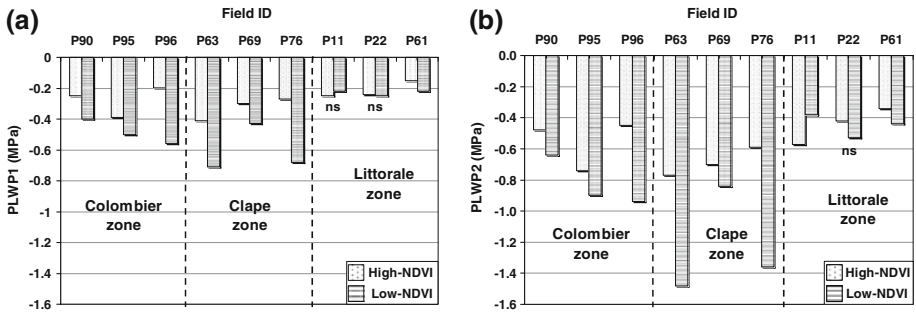 (a)
Field ID
P90 P95 P96 P63 P69 P76 P11 P22 P61
0
-0.2
-0.4
-0.6
-0.8
-1
-1.2
-1.4
-1.6
PLWP1 (MPa)
ns ns
Littorale
zone
Colombier
zone
Clape
zone
High-NDVI
Low-NDVI
(b)
Field ID
P90 P95 P96 P63 P69 P76 P11 P22 P61
0.0
-0.2
-0.4
-0.6
-0.8
-1.0
-1.2
-1.4
-1.6
PLWP2 (MPa)
ns
Littorale
zone
Colombier
zone
Clape
zone
High-NDVI
Low-NDVI